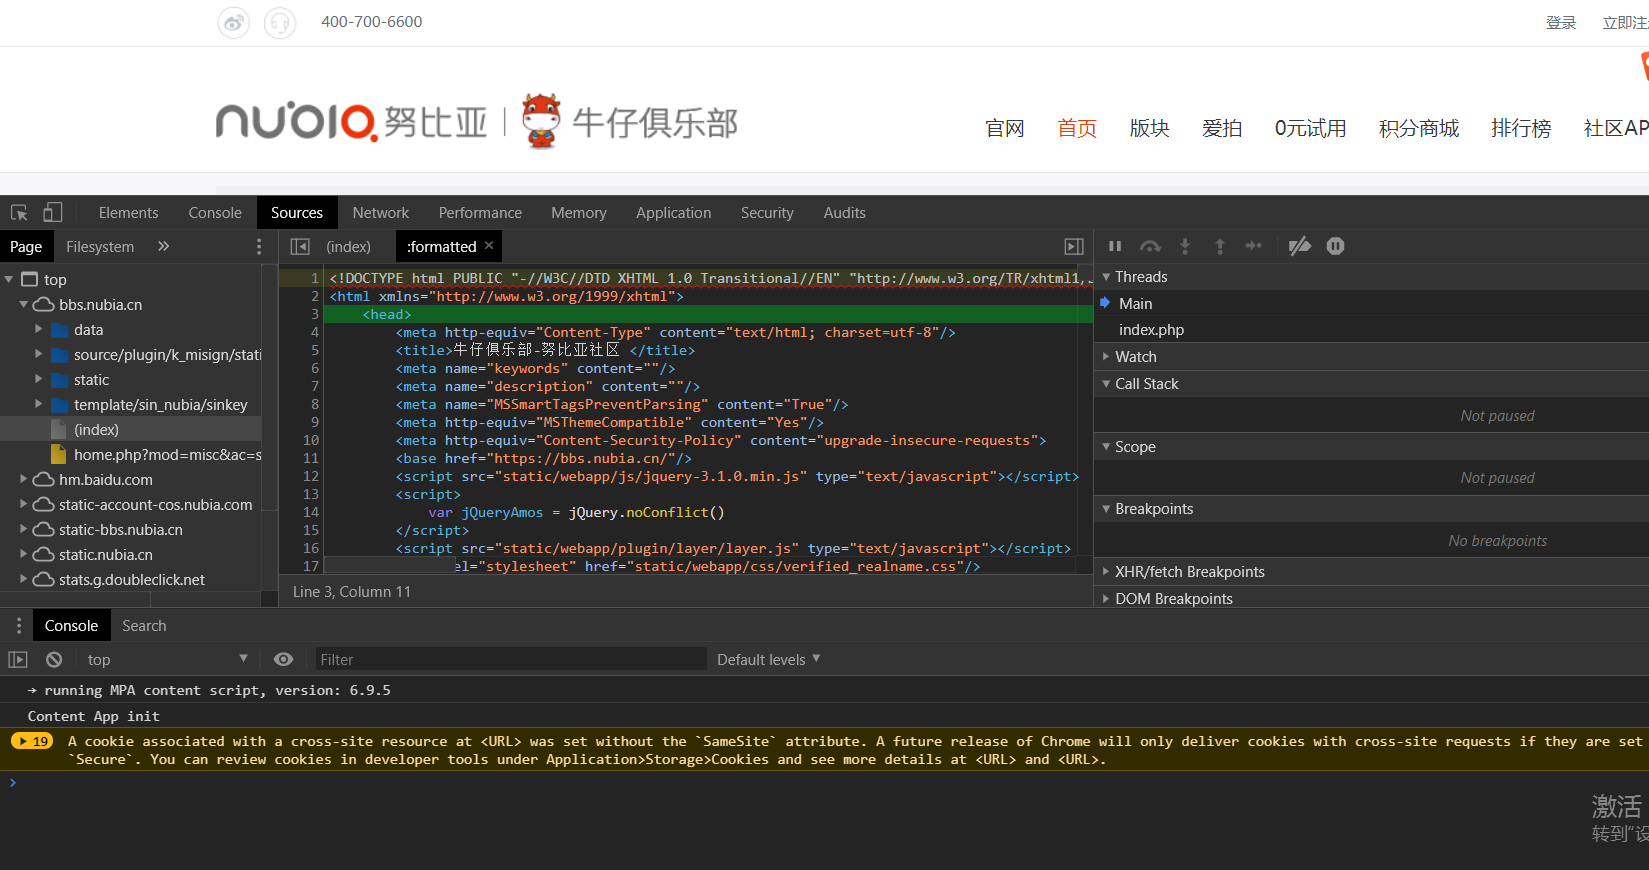 400-700-6600
登录
立即注
nubia 努比亚 | 牛仔俱乐部
官网 首页 版块 爱拍 0元试用 积分商城 排行榜 社区AP
Elements Console Sources Network Performance Memory Application Security Audits
Page Filesystem »
(index) :formatted ×
top
bbs.nubia.cn
data
source/plugin/k_misign/stati
static
template/sin_nubia/sinkey
(index)
home.php?mod=misc&ac=s
hm.baidu.com
static-account-cos.nubia.com
static-bbs.nubia.cn
static.nubia.cn
stats.g.doubleclick.net
1 <!DOCTYPE html PUBLIC "-//W3C//DTD XHTML 1.0 Transitional//EN" "http://www.w3.org/TR/xhtml1,…
2 <html xmlns="http://www.w3.org/1999/xhtml">
3 <head>
4 <meta http-equiv="Content-Type" content="text/html; charset=utf-8"/>
5 <title>牛仔俱乐部-努比亚社区 </title>
6 <meta name="keywords" content=""/>
7 <meta name="description" content=""/>
8 <meta name="MSSmartTagsPreventParsing" content="True"/>
9 <meta http-equiv="MSThemeCompatible" content="Yes"/>
10 <meta http-equiv="Content-Security-Policy" content="upgrade-insecure-requests">
11 <base href="https://bbs.nubia.cn/"/>
12 <script src="static/webapp/js/jquery-3.1.0.min.js" type="text/javascript"></script>
13 <script>
14 var jQueryAmos = jQuery.noConflict()
15 </script>
16 <script src="static/webapp/plugin/layer/layer.js" type="text/javascript"></script>
17 el="stylesheet" href="static/webapp/css/verified_realname.css"/>
Line 3, Column 11
Threads
Main
index.php
Watch
Call Stack
Not paused
Scope
Not paused
Breakpoints
No breakpoints
XHR/fetch Breakpoints
DOM Breakpoints
Console Search
top
Filter
Default levels
➔ running MPA content script, version: 6.9.5
Content App init
19 A cookie associated with a cross-site resource at <URL> was set without the `SameSite` attribute. A future release of Chrome will only deliver cookies with cross-site requests if they are set
`Secure`. You can review cookies in developer tools under Application>Storage>Cookies and see more details at <URL> and <URL>.
激活
转到"设